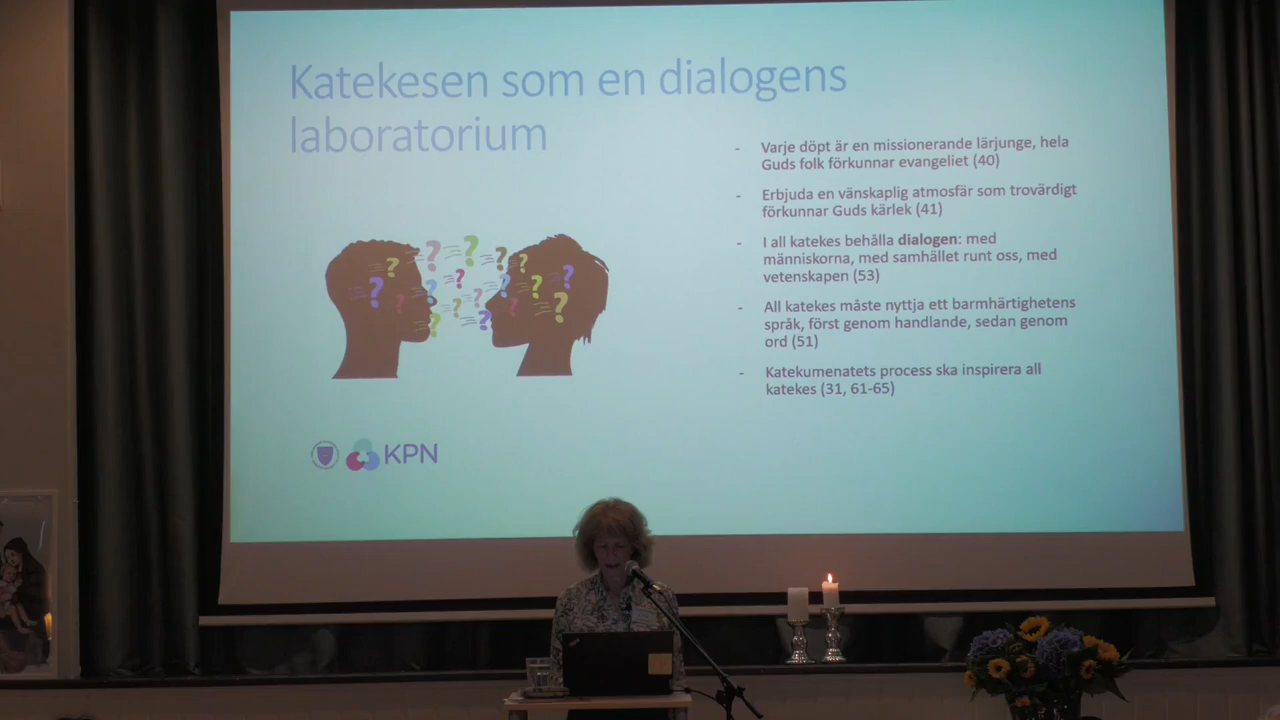 Katekesen som en dialogens
laboratorium
- Varje döpt är en missionerande lärjunge, hela
Guds folk förkunnar evangeliet (40)
- Erbjuda en vänskaplig atmosfär som trovärdigt
förkunnar Guds kärlek (41)
- I all katekes behålla dialogen: med
människorna, med samhället runt oss, med
vetenskapen (53)
- All katekes måste nyttja ett barmhärtighetens
språk, först genom handlande, sedan genom
ord (51)
- Katekumenatets process ska inspirera all
katekes (31, 61-65)
KPN